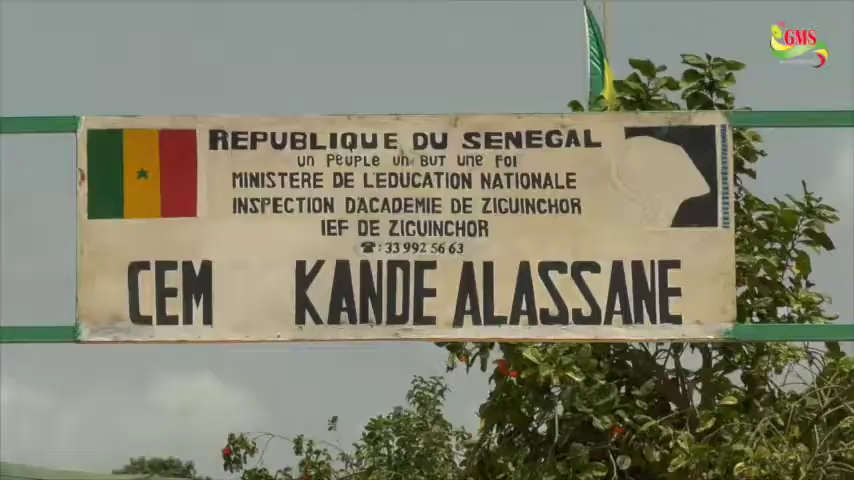 GMS
REPUBLIQUE DU SENEGAL
UN PEUPLE UN BUT UNE FOI
MINISTERE DE L'EDUCATION NATIONALE
INSPECTION D'ACADEMIE DE ZIGUINCHOR
IEF DE ZIGUINCHOR
☎: 33 992 56 63
CEM KANDE ALASSANE